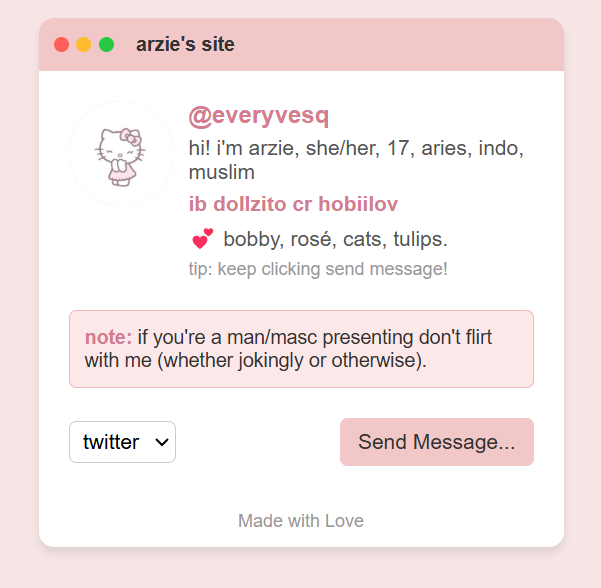 arzie's site
@everyvesq
hi! i'm arzie, she/her, 17, aries, indo,
muslim
ib dollzito cr hobiilov
💕 bobby, rosé, cats, tulips.
tip: keep clicking send message!
note: if you're a man/masc presenting don't flirt
with me (whether jokingly or otherwise).
twitter
Send Message...
Made with Love